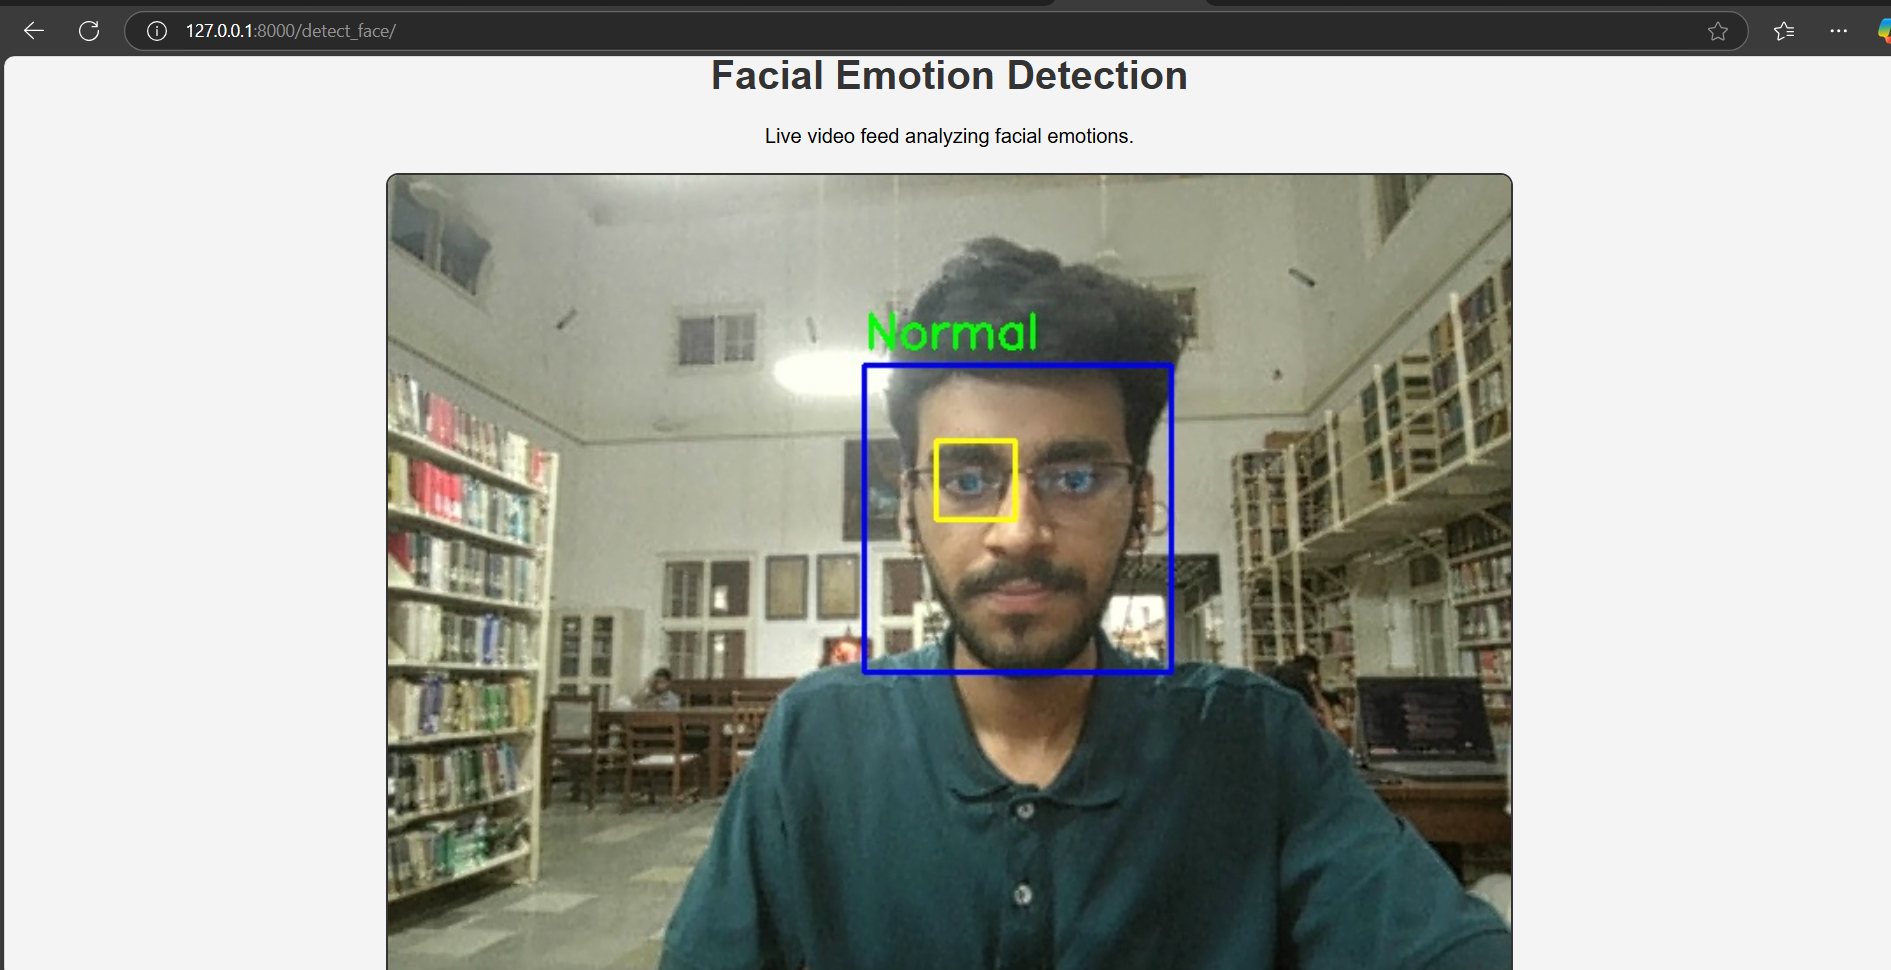 127.0.0.1:8000/detect_face/
Facial Emotion Detection
Live video feed analyzing facial emotions.
Normal